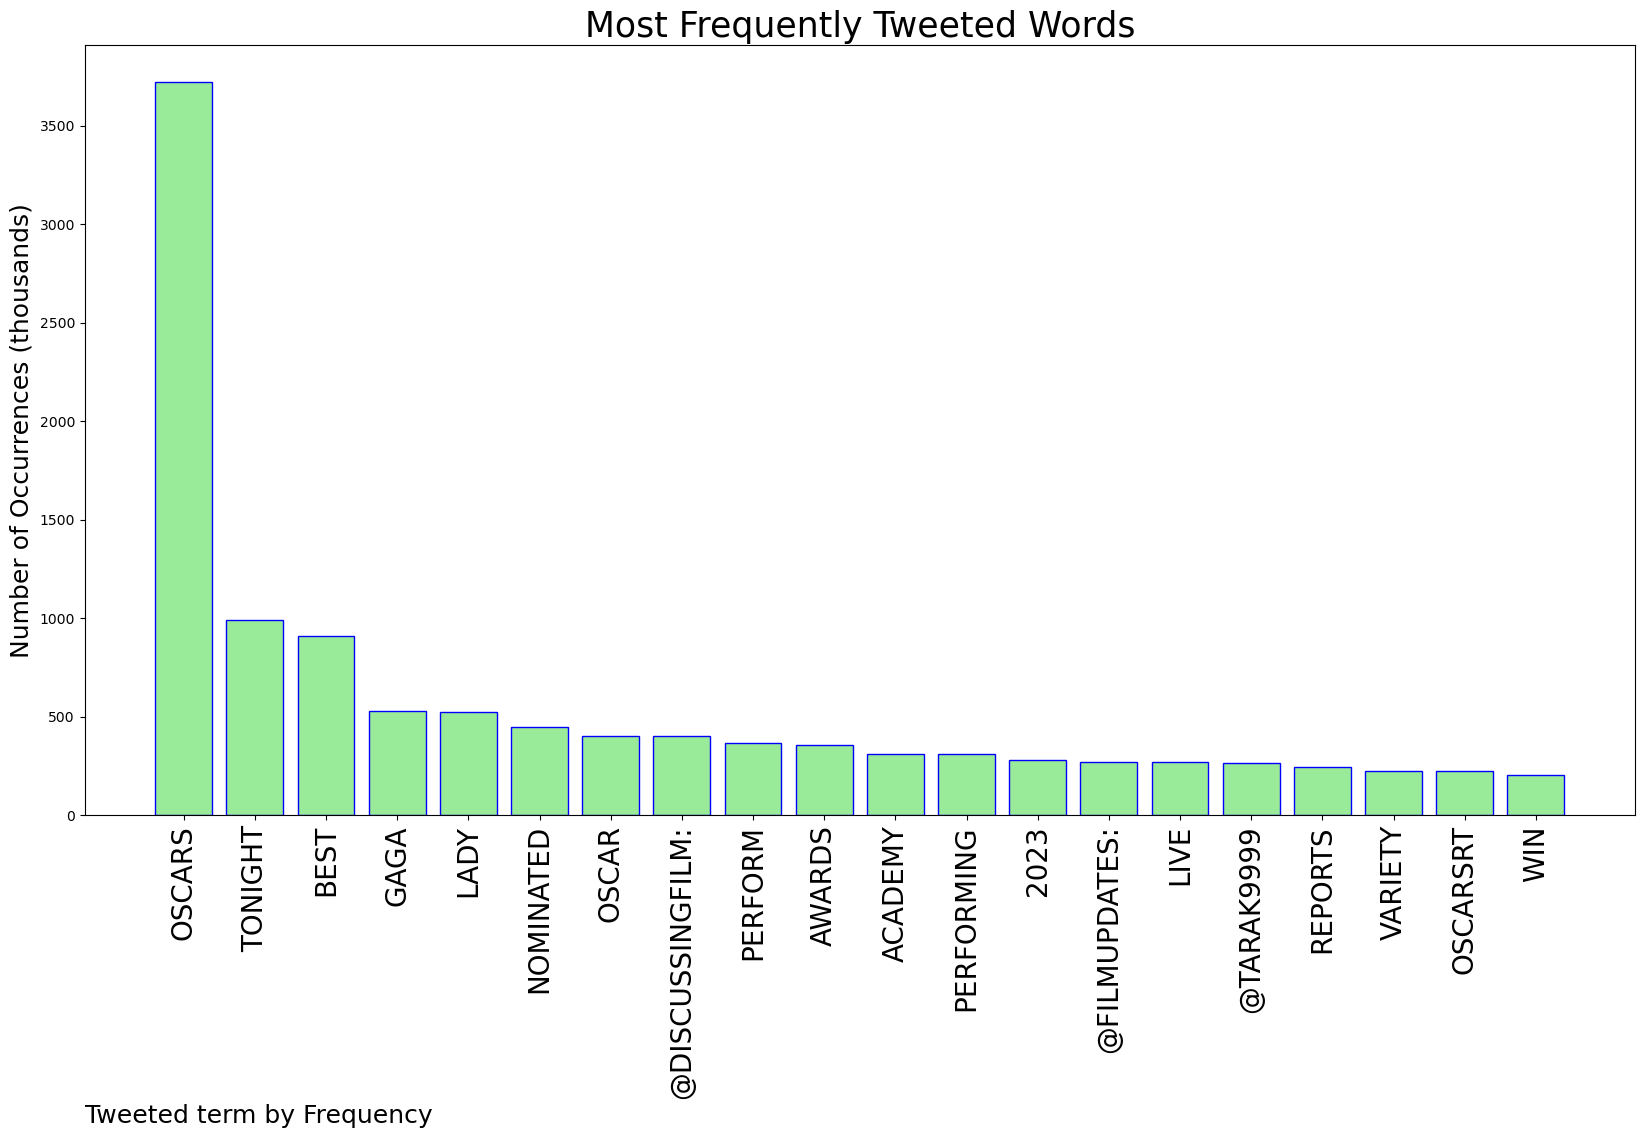 Most Frequently Tweeted Words
Number of Occurrences (thousands)
3500
3000
2500
2000
1500
1000
500
0
OSCARS
TONIGHT
BEST
GAGA
LADY
NOMINATED
OSCAR
@DISCUSSINGFILM:
PERFORM
AWARDS
ACADEMY
PERFORMING
2023
@FILMUPDATES:
LIVE
@TARAK9999
REPORTS
VARIETY
OSCARSRT
WIN
Tweeted term by Frequency